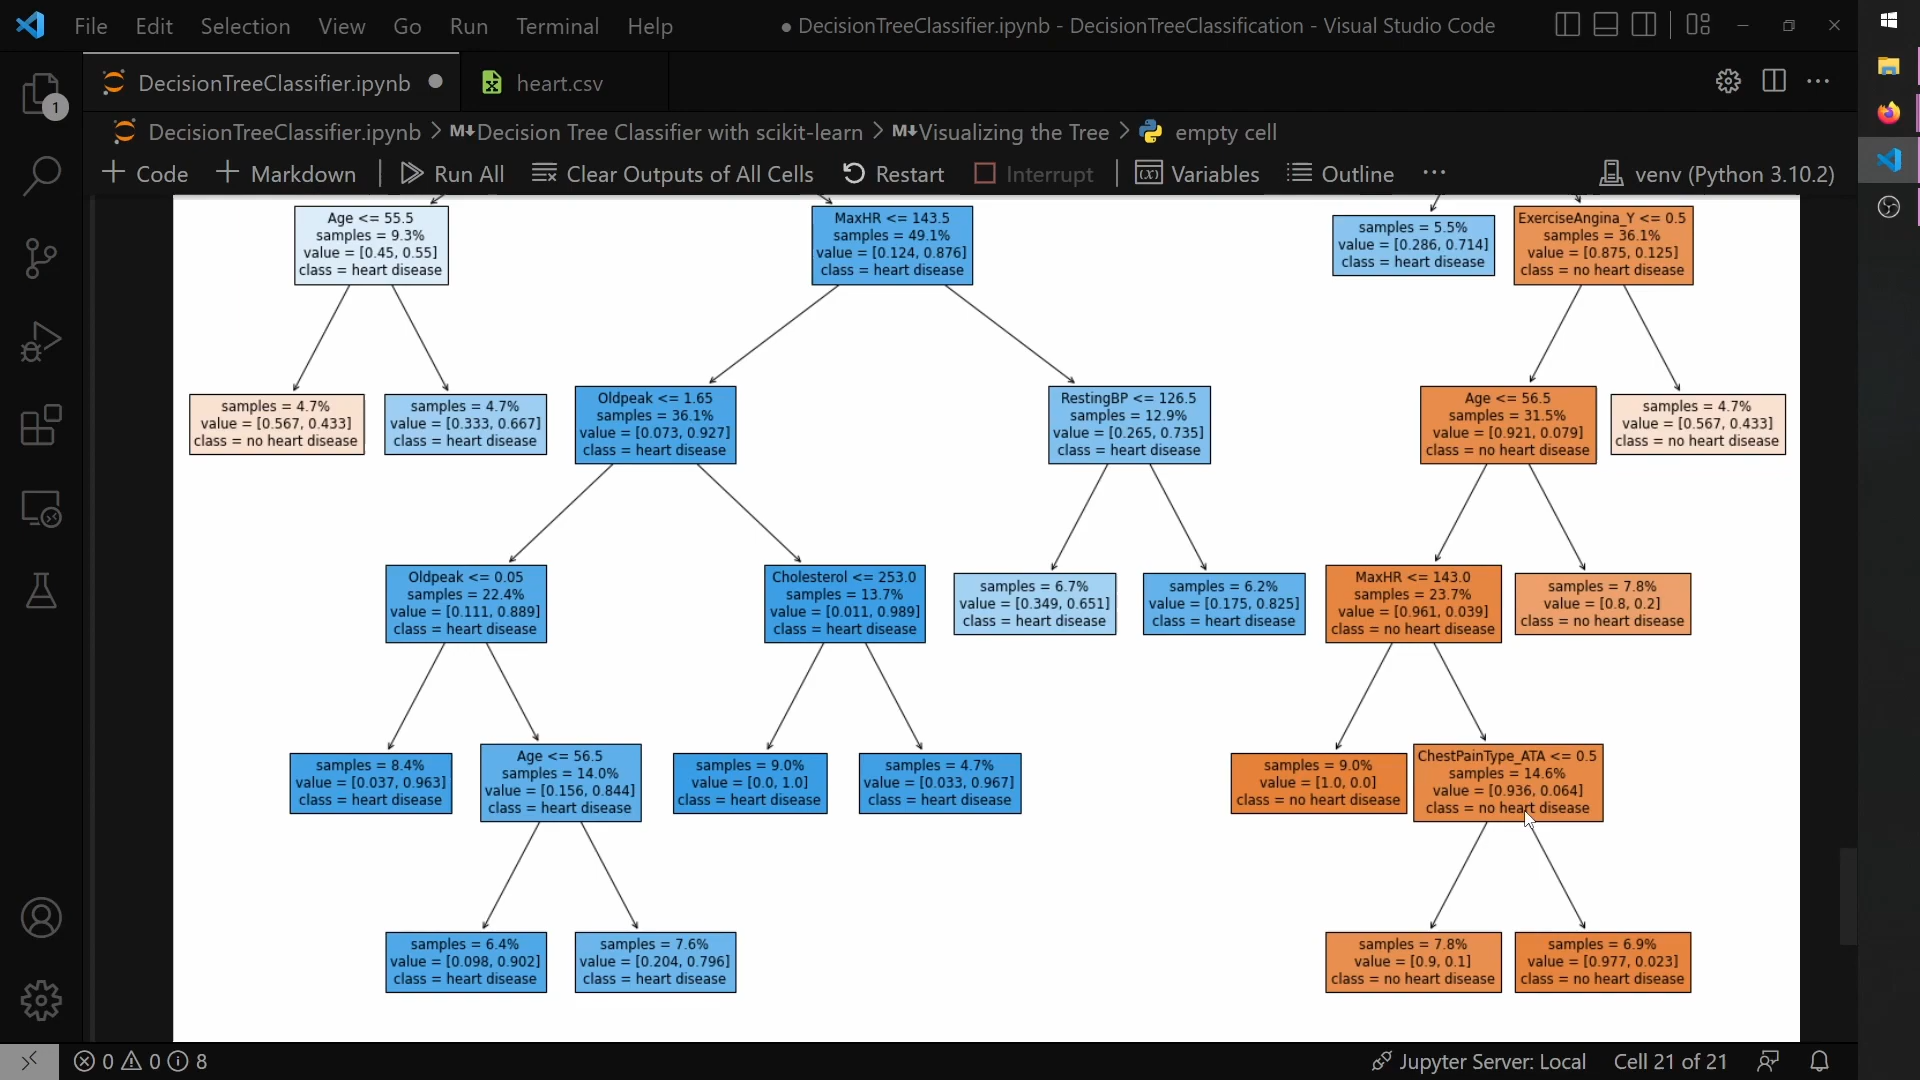 File Edit Selection View Go Run Terminal Help
● DecisionTreeClassifier.ipynb - DecisionTreeClassification - Visual Studio Code
DecisionTreeClassifier.ipynb ●
heart.csv
1
DecisionTreeClassifier.ipynb > M↓Decision Tree Classifier with scikit-learn > M↓Visualizing the Tree > empty cell
+ Code + Markdown | Run All Clear Outputs of All Cells Restart Interrupt | Variables Outline ··· venv (Python 3.10.2)
Age <= 55.5
samples = 9.3%
value = [0.45, 0.55]
class = heart disease
MaxHR <= 143.5
samples = 49.1%
value = [0.124, 0.876]
class = heart disease
samples = 5.5%
value = [0.286, 0.714]
class = heart disease
ExerciseAngina_Y <= 0.5
samples = 36.1%
value = [0.875, 0.125]
class = no heart disease
samples = 4.7%
value = [0.567, 0.433]
class = no heart disease
samples = 4.7%
value = [0.333, 0.667]
class = heart disease
Oldpeak <= 1.65
samples = 36.1%
value = [0.073, 0.927]
class = heart disease
RestingBP <= 126.5
samples = 12.9%
value = [0.265, 0.735]
class = heart disease
Age <= 56.5
samples = 31.5%
value = [0.921, 0.079]
class = no heart disease
samples = 4.7%
value = [0.567, 0.433]
class = no heart disease
Oldpeak <= 0.05
samples = 22.4%
value = [0.111, 0.889]
class = heart disease
Cholesterol <= 253.0
samples = 13.7%
value = [0.011, 0.989]
class = heart disease
samples = 6.7%
value = [0.349, 0.651]
class = heart disease
samples = 6.2%
value = [0.175, 0.825]
class = heart disease
MaxHR <= 143.0
samples = 23.7%
value = [0.961, 0.039]
class = no heart disease
samples = 7.8%
value = [0.8, 0.2]
class = no heart disease
samples = 8.4%
value = [0.037, 0.963]
class = heart disease
Age <= 56.5
samples = 14.0%
value = [0.156, 0.844]
class = heart disease
samples = 9.0%
value = [0.0, 1.0]
class = heart disease
samples = 4.7%
value = [0.033, 0.967]
class = heart disease
samples = 9.0%
value = [1.0, 0.0]
class = no heart disease
ChestPainType_ATA <= 0.5
samples = 14.6%
value = [0.936, 0.064]
class = no heart disease
samples = 6.4%
value = [0.098, 0.902]
class = heart disease
samples = 7.6%
value = [0.204, 0.796]
class = heart disease
samples = 7.8%
value = [0.9, 0.1]
class = no heart disease
samples = 6.9%
value = [0.977, 0.023]
class = no heart disease
0 0 8
Jupyter Server: Local Cell 21 of 21